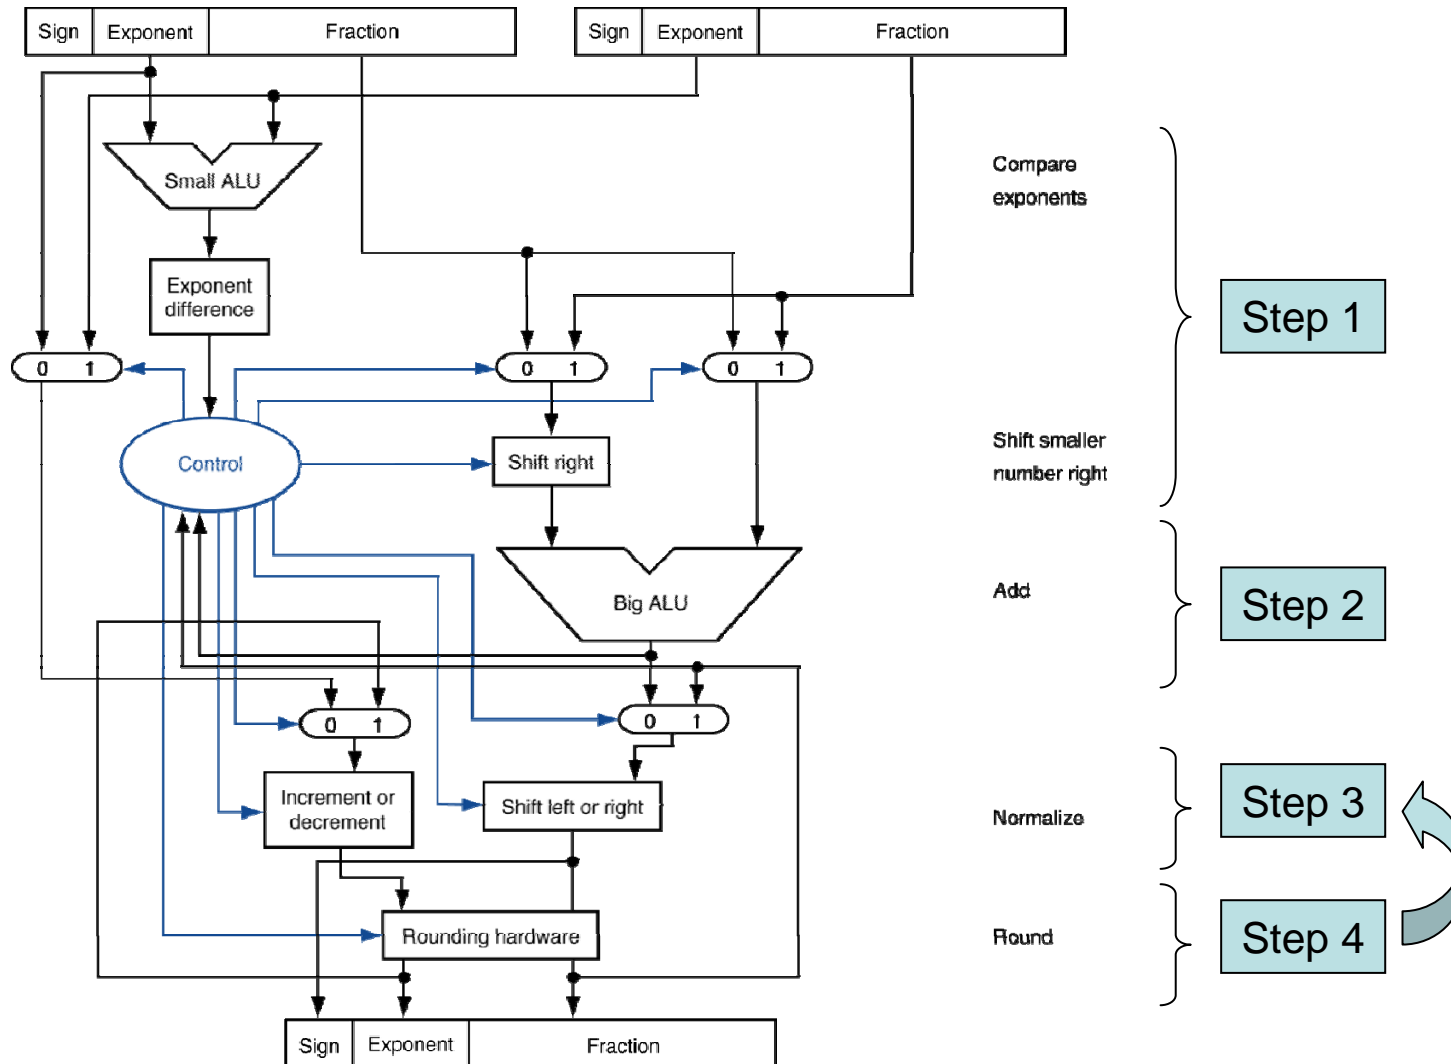 Sign Exponent Fraction
Sign Exponent Fraction
Small ALU
Compare
exponents
Exponent
difference
Step 1
0 1
0 1
0 1
Control
Shift right
Shift smaller
number right
Big ALU
Add
Step 2
0 1
0 1
Increment or
decrement
Shift left or right
Normalize
Step 3
Rounding hardware
Round
Step 4
Sign Exponent Fraction